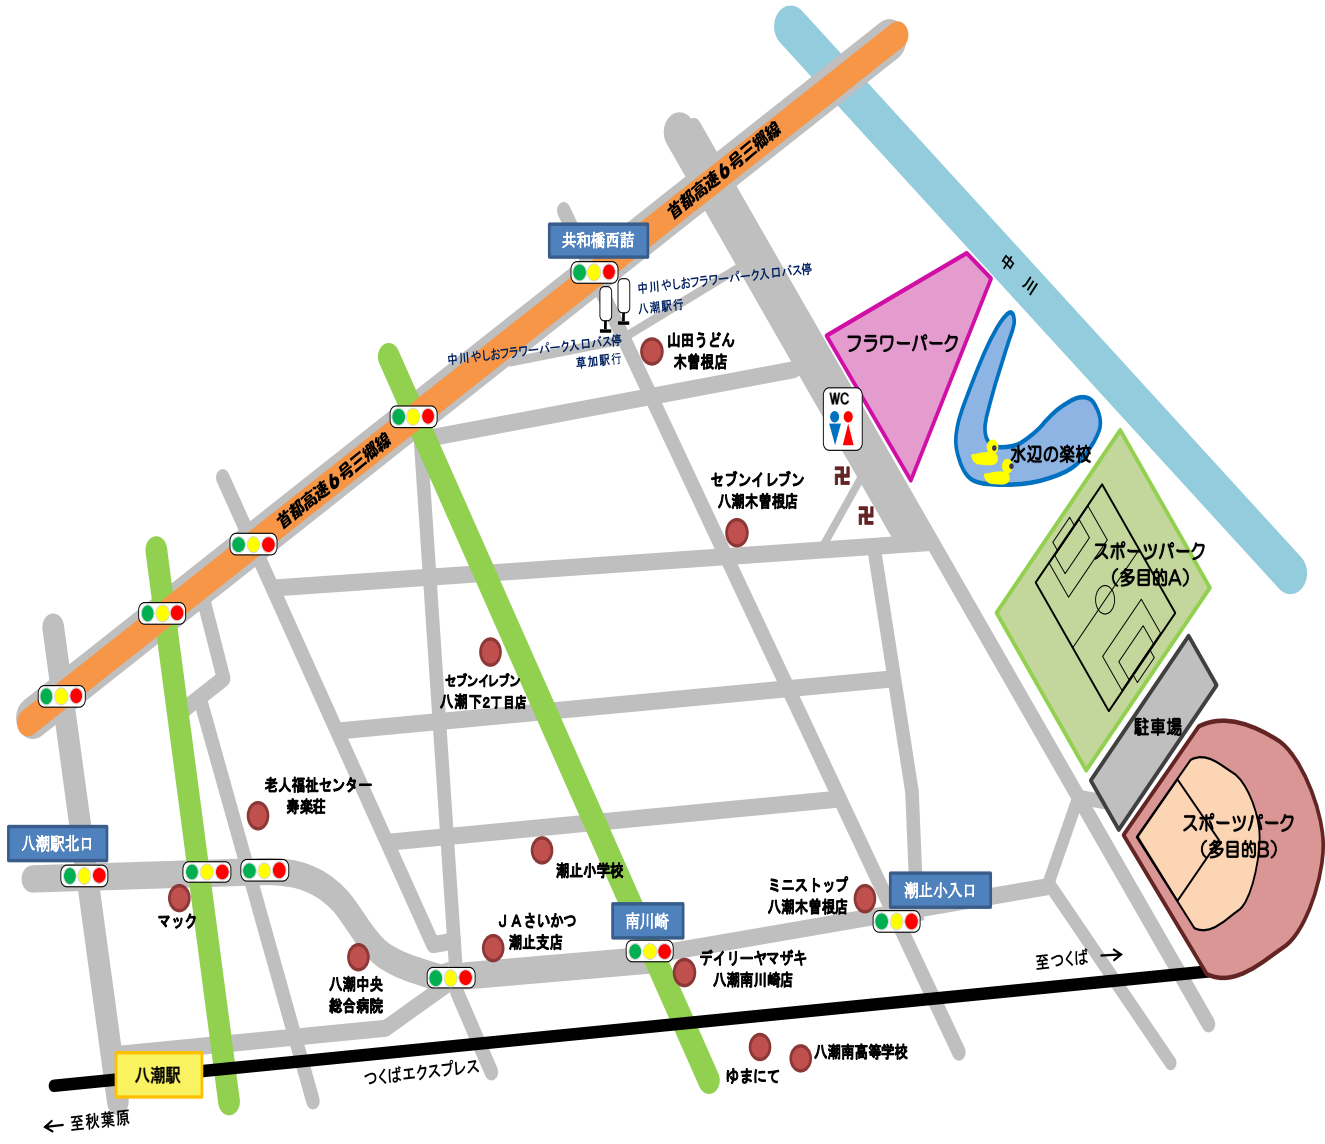 首都高速6号三郷線
共和橋西詰
中川やしおフラワーパーク入口バス停
八潮駅行
中川やしおフラワーパーク入口バス停
草加駅行
山田うどん
木曽根店
中川
フラワーパーク
WC
水辺の楽校
卍
卍
首都高速6号三郷線
セブンイレブン
八潮木曽根店
スポーツパーク
(多目的A)
セブンイレブン
八潮下2丁目店
駐車場
老人福祉センター
寿楽荘
スポーツパーク
(多目的B)
八潮駅北口
潮止小学校
ミニストップ
八潮木曽根店
潮止小入口
マック
JAさいかつ
潮止支店
南川崎
デイリーヤマザキ
八潮南川崎店
至つくば →
八潮中央
総合病院
八潮駅
つくばエクスプレス
ゆまにて
八潮南高等学校
← 至秋葉原